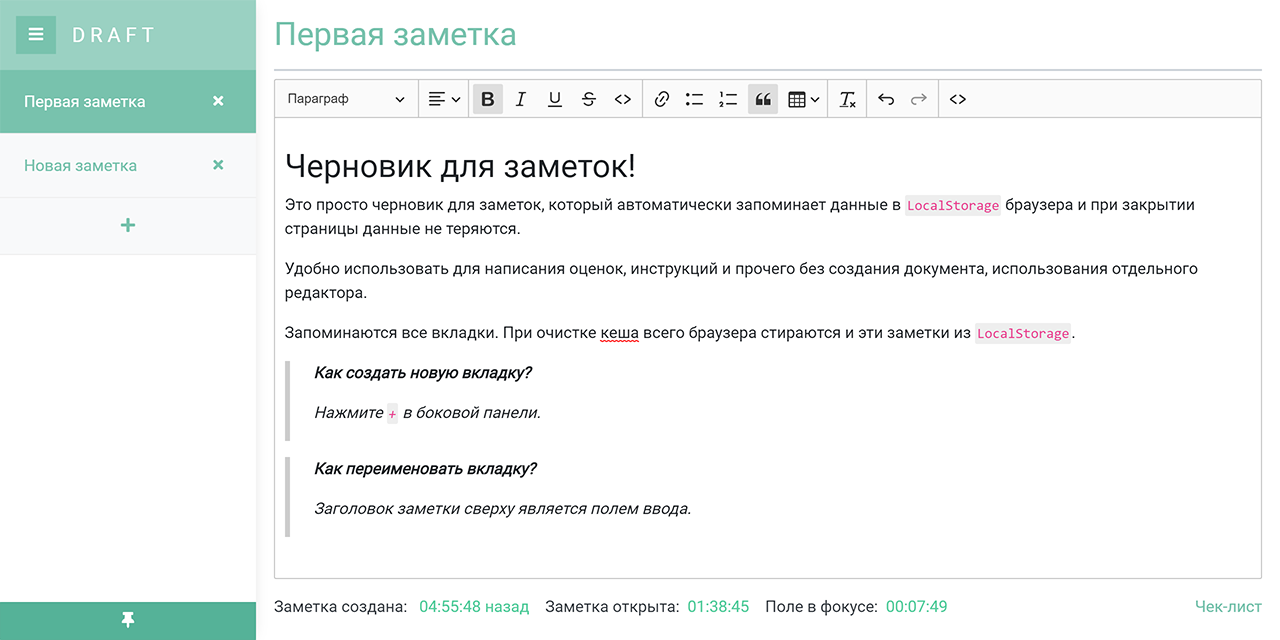 DRAFT
Первая заметка
Новая заметка
+
Первая заметка
Параграф
Черновик для заметок!
Это просто черновик для заметок, который автоматически запоминает данные в LocalStorage браузера и при закрытии
страницы данные не теряются.
Удобно использовать для написания оценок, инструкций и прочего без создания документа, использования отдельного
редактора.
Запоминаются все вкладки. При очистке кеша всего браузера стираются и эти заметки из LocalStorage.
Как создать новую вкладку?
Нажмите + в боковой панели.
Как переименовать вкладку?
Заголовок заметки сверху является полем ввода.
Заметка создана: 04:55:48 назад Заметка открыта: 01:38:45 Поле в фокусе: 00:07:49 Чек-лист